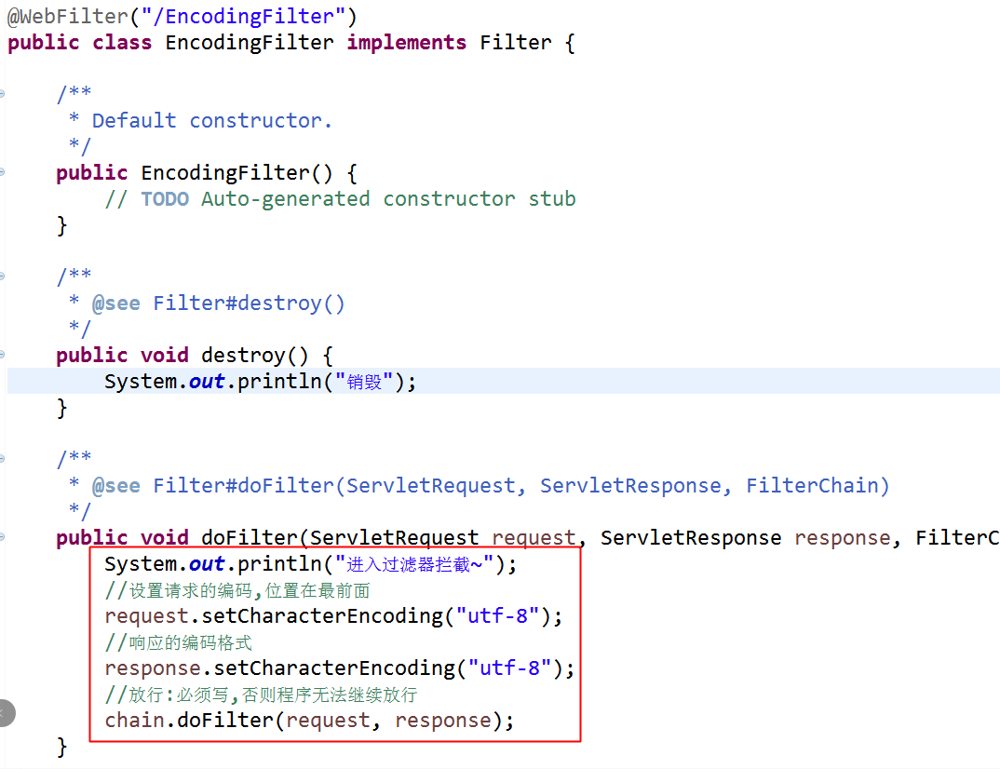 @WebFilter("/EncodingFilter")
public class EncodingFilter implements Filter {
/**
* Default constructor.
*/
public EncodingFilter() {
// TODO Auto-generated constructor stub
}
/**
* @see Filter#destroy()
*/
public void destroy() {
System.out.println("销毁");
}
/**
* @see Filter#doFilter(ServletRequest, ServletResponse, FilterChain)
*/
public void doFilter(ServletRequest request, ServletResponse response, FilterC
System.out.println("进入过滤器拦截~");
//设置请求的编码,位置在最前面
request.setCharacterEncoding("utf-8");
//响应的编码格式
response.setCharacterEncoding("utf-8");
//放行:必须写,否则程序无法继续放行
chain.doFilter(request, response);
}